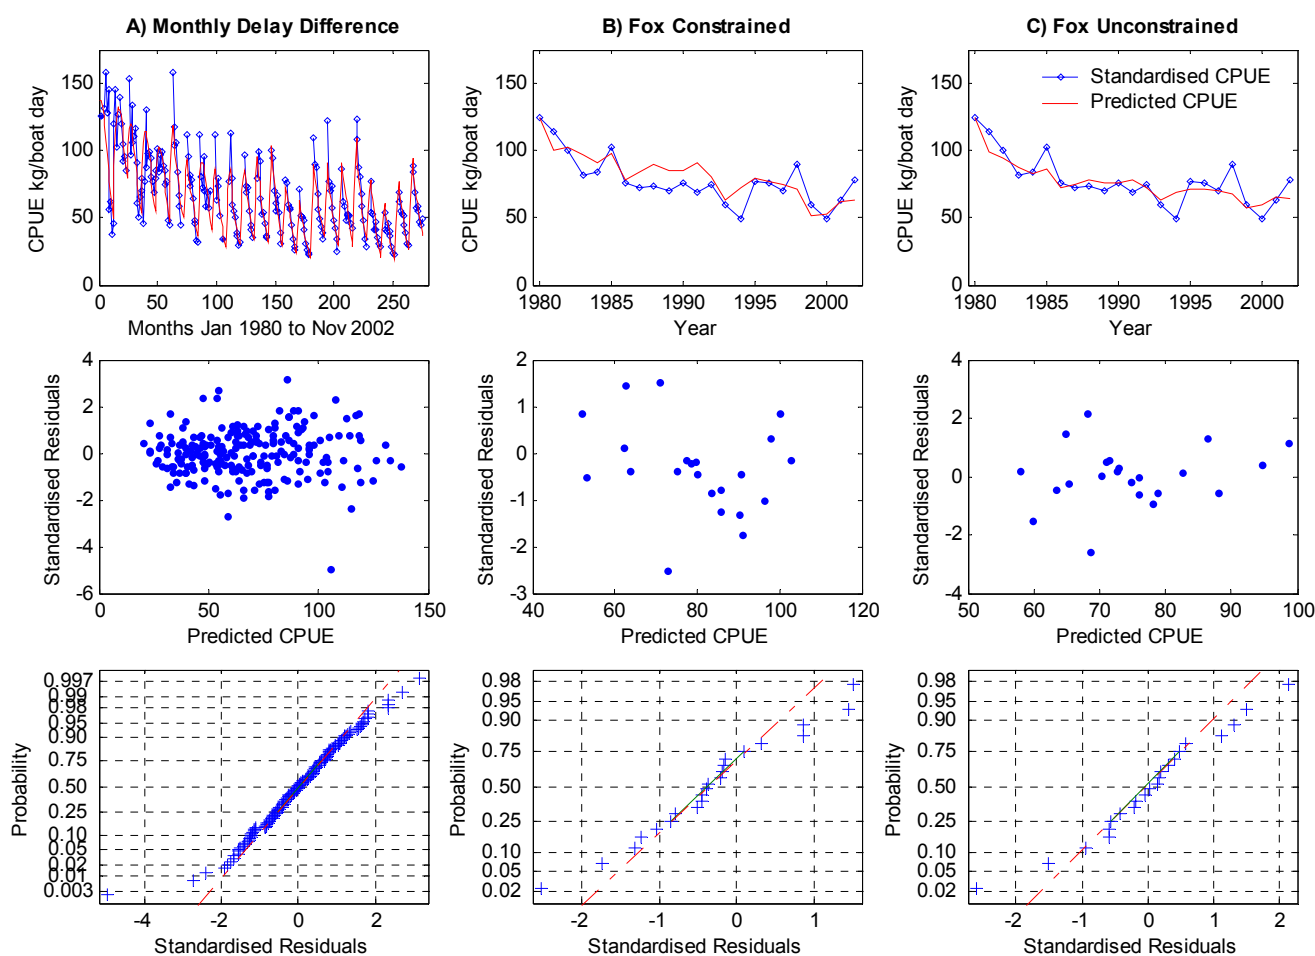 A) Monthly Delay Difference
B) Fox Constrained
C) Fox Unconstrained
CPUE kg/boat day
150
100
50
0
0 50 100 150 200 250
Months Jan 1980 to Nov 2002
CPUE kg/boat day
150
100
50
0
1980 1985 1990 1995 2000
Year
CPUE kg/boat day
150
100
50
0
Standardised CPUE
Predicted CPUE
1980 1985 1990 1995 2000
Year
Standardised Residuals
4
2
0
-2
-4
-6
0 50 100 150
Predicted CPUE
Standardised Residuals
2
1
0
-1
-2
-3
40 60 80 100 120
Predicted CPUE
Standardised Residuals
4
2
0
-2
-4
50 60 70 80 90 100
Predicted CPUE
Probability
0.997
0.99
0.98
0.95
0.90
0.75
0.50
0.25
0.10
0.05
0.02
0.01
0.003
-4 -2 0 2
Standardised Residuals
Probability
0.98
0.95
0.90
0.75
0.50
0.25
0.10
0.05
0.02
-2 -1 0 1
Standardised Residuals
Probability
0.98
0.95
0.90
0.75
0.50
0.25
0.10
0.05
0.02
-2 -1 0 1 2
Standardised Residuals